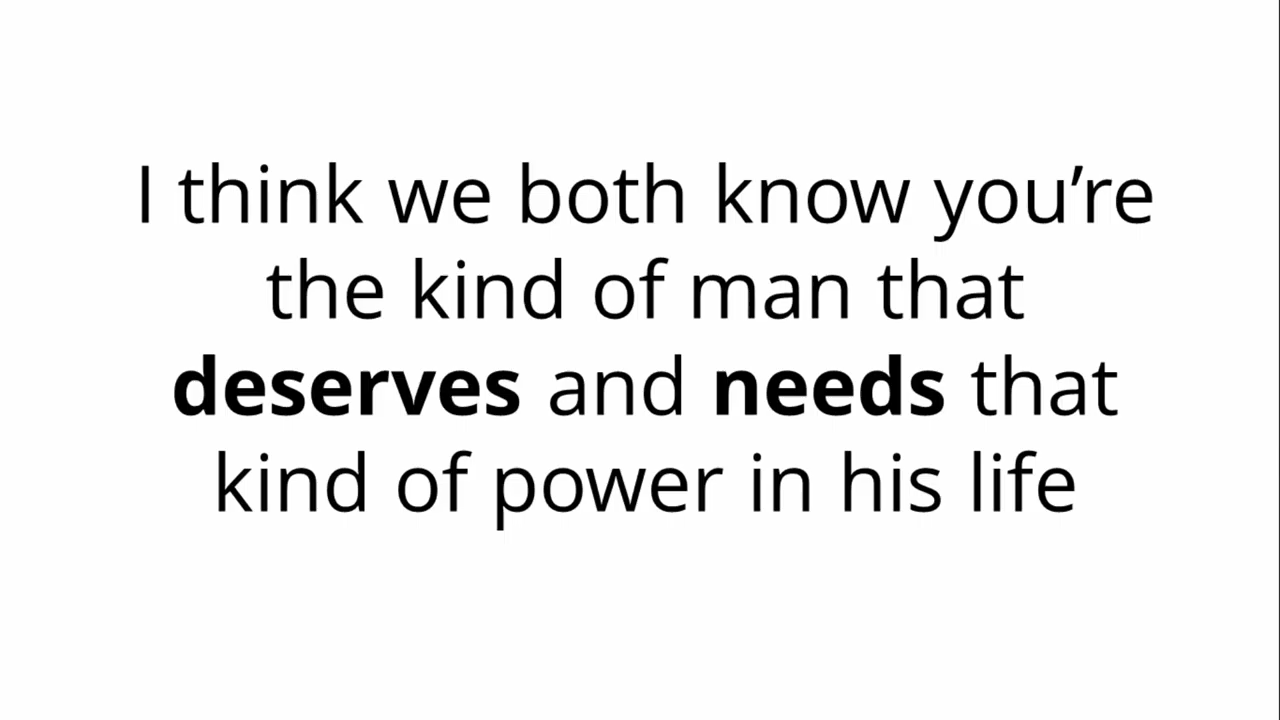 I think we both know you’re
the kind of man that
deserves and needs that
kind of power in his life